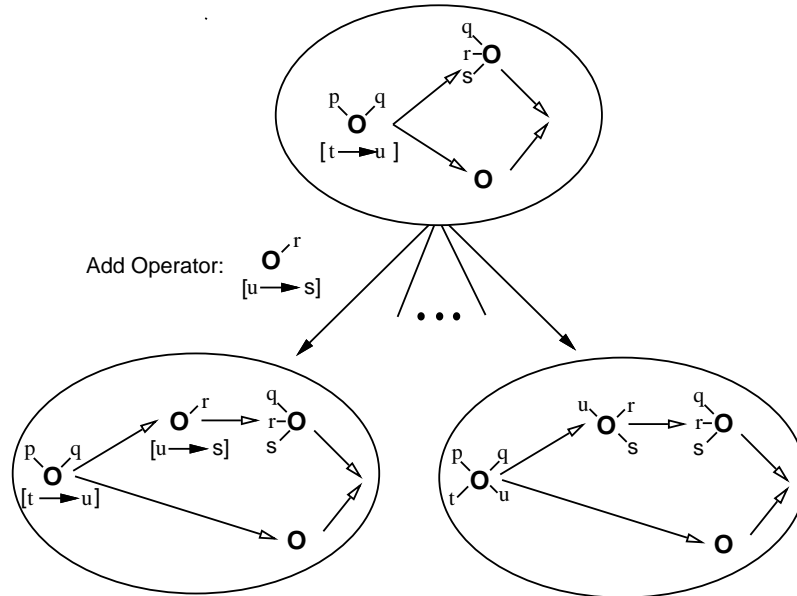 q
r O
s
p q
O
[ t u ]
O
Add Operator: O r
[u s]
...
q
O r r O
[u s] s
p q
O
[ t u ]
O
q
u r r O
O s
s
p q
O
t u
O